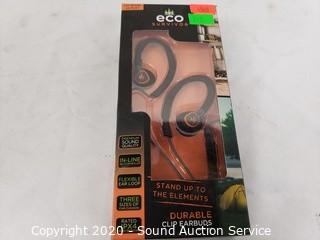 eco
SURVIVOR
PREMIUM
SOUND
QUALITY
IN-LINE
MICROPHONE
FLEXIBLE
EAR LOOP
THREE
SIZES OF
RATED
IPX4
STAND UP TO
THE ELEMENTS
DURABLE
CLIP EARBUDS
Copyright 2020 - Sound Auction Service